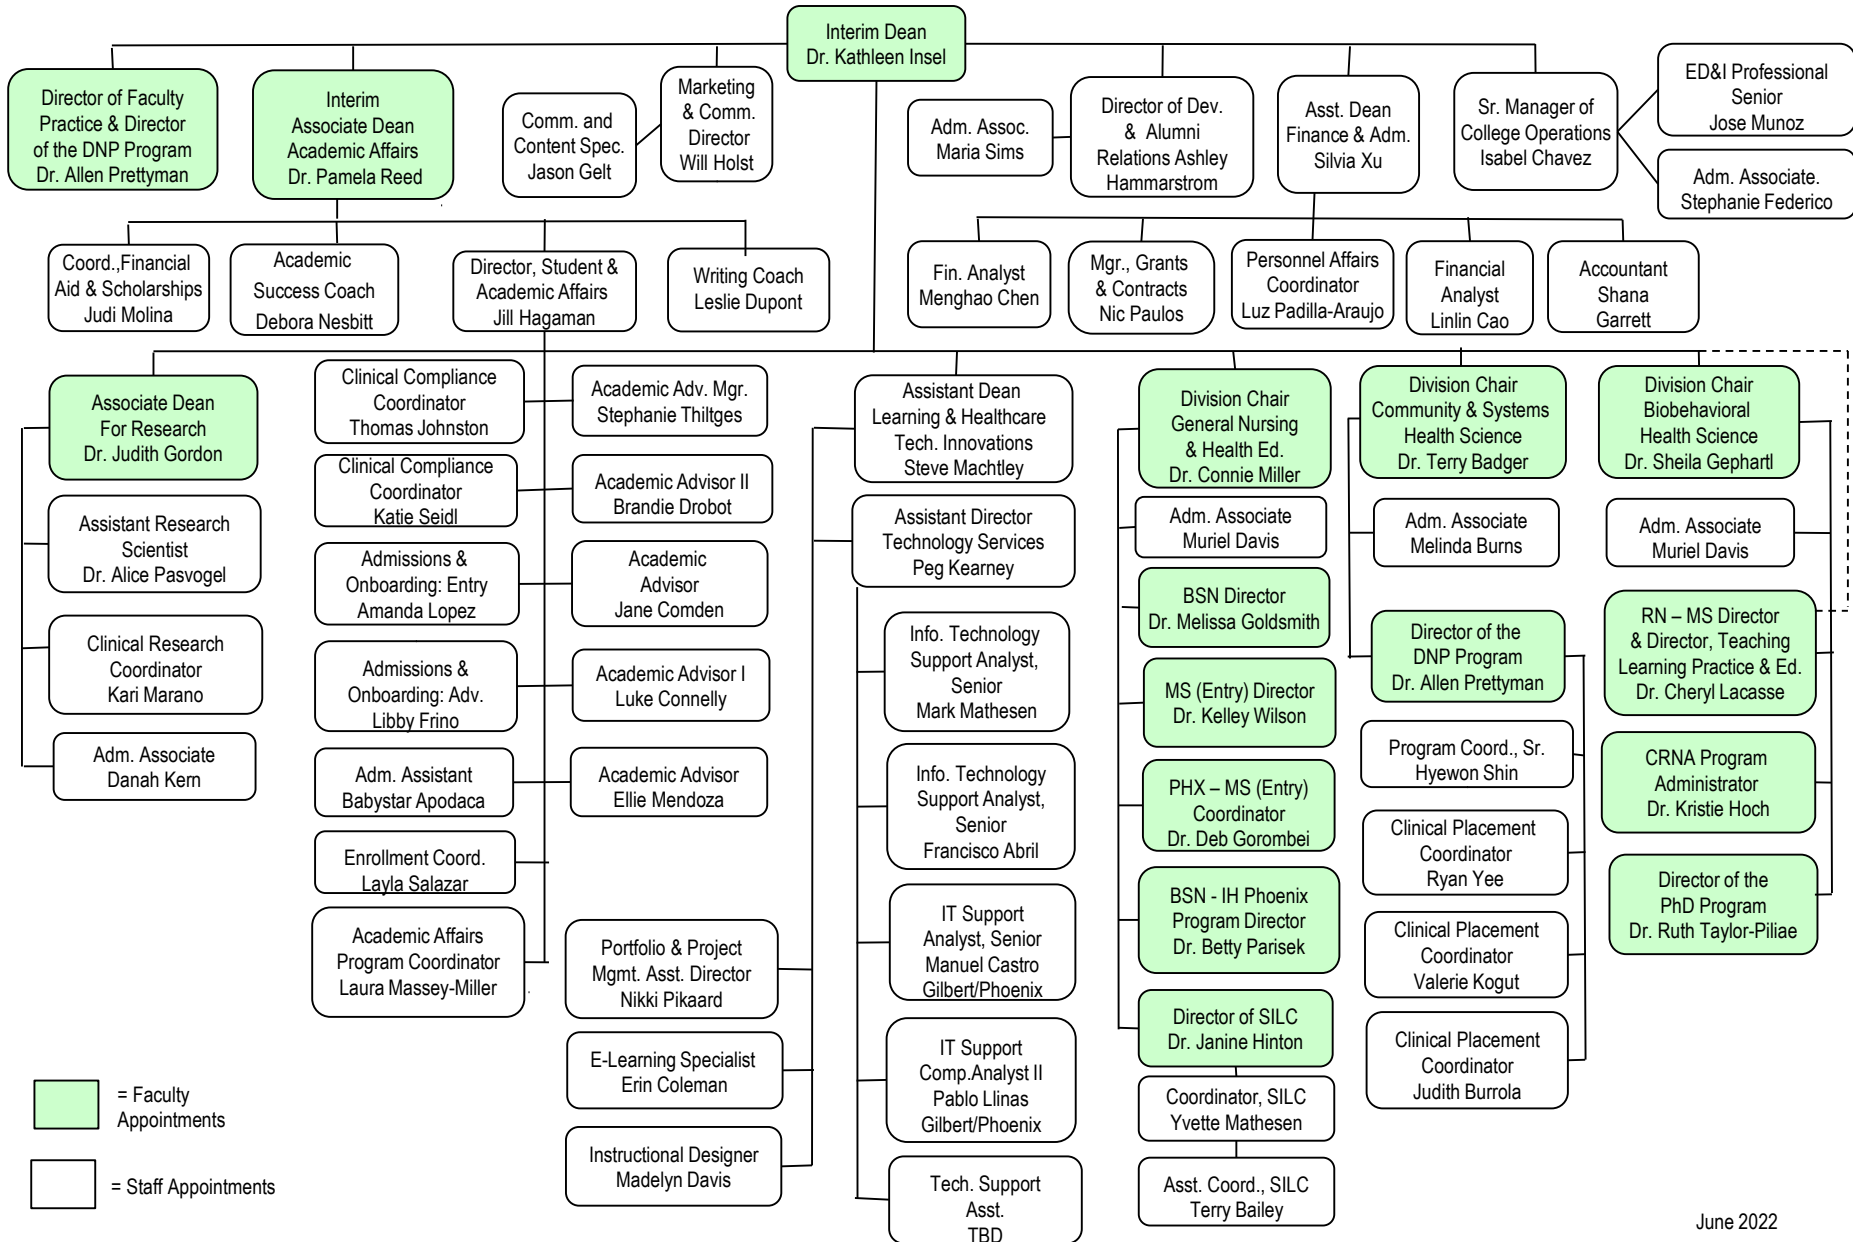 Interim Dean
Dr. Kathleen Insel
Director of Faculty
Practice & Director
of the DNP Program
Dr. Allen Prettyman
Interim
Associate Dean
Academic Affairs
Dr. Pamela Reed
Comm. and
Content Spec.
Jason Gelt
Marketing
& Comm.
Director
Will Holst
Adm. Assoc.
Maria Sims
Director of Dev.
& Alumni
Relations Ashley
Hammarstrom
Asst. Dean
Finance & Adm.
Silvia Xu
Sr. Manager of
College Operations
Isabel Chavez
ED&I Professional
Senior
Jose Munoz
Adm. Associate.
Stephanie Federico
Coord.,Financial
Aid & Scholarships
Judi Molina
Academic
Success Coach
Debora Nesbitt
Director, Student &
Academic Affairs
Jill Hagaman
Writing Coach
Leslie Dupont
Fin. Analyst
Menghao Chen
Mgr., Grants
& Contracts
Nic Paulos
Personnel Affairs
Coordinator
Luz Padilla-Araujo
Financial
Analyst
Linlin Cao
Accountant
Shana
Garrett
Associate Dean
For Research
Dr. Judith Gordon
Assistant Research
Scientist
Dr. Alice Pasvogel
Clinical Research
Coordinator
Kari Marano
Adm. Associate
Danah Kern
Clinical Compliance
Coordinator
Thomas Johnston
Clinical Compliance
Coordinator
Katie Seidl
Admissions &
Onboarding: Entry
Amanda Lopez
Admissions &
Onboarding: Adv.
Libby Frino
Adm. Assistant
Babystar Apodaca
Enrollment Coord.
Layla Salazar
Academic Affairs
Program Coordinator
Laura Massey-Miller
Academic Adv. Mgr.
Stephanie Thiltges
Academic Advisor II
Brandie Drobot
Academic
Advisor
Jane Comden
Academic Advisor I
Luke Connelly
Academic Advisor
Ellie Mendoza
Portfolio & Project
Mgmt. Asst. Director
Nikki Pikaard
E-Learning Specialist
Erin Coleman
Instructional Designer
Madelyn Davis
Assistant Dean
Learning & Healthcare
Tech. Innovations
Steve Machtley
Assistant Director
Technology Services
Peg Kearney
Info. Technology
Support Analyst,
Senior
Mark Mathesen
Info. Technology
Support Analyst,
Senior
Francisco Abril
IT Support
Analyst, Senior
Manuel Castro
Gilbert/Phoenix
IT Support
Comp.Analyst II
Pablo Llinas
Gilbert/Phoenix
Tech. Support
Asst.
TBD
Division Chair
General Nursing
& Health Ed.
Dr. Connie Miller
Adm. Associate
Muriel Davis
BSN Director
Dr. Melissa Goldsmith
MS (Entry) Director
Dr. Kelley Wilson
PHX – MS (Entry)
Coordinator
Dr. Deb Gorombei
BSN - IH Phoenix
Program Director
Dr. Betty Parisek
Director of SILC
Dr. Janine Hinton
Coordinator, SILC
Yvette Mathesen
Asst. Coord., SILC
Terry Bailey
Division Chair
Community & Systems
Health Science
Dr. Terry Badger
Adm. Associate
Melinda Burns
Director of the
DNP Program
Dr. Allen Prettyman
Program Coord., Sr.
Hyewon Shin
Clinical Placement
Coordinator
Ryan Yee
Clinical Placement
Coordinator
Valerie Kogut
Clinical Placement
Coordinator
Judith Burrola
Division Chair
Biobehavioral
Health Science
Dr. Sheila Gephartl
Adm. Associate
Muriel Davis
RN – MS Director
& Director, Teaching
Learning Practice & Ed.
Dr. Cheryl Lacasse
CRNA Program
Administrator
Dr. Kristie Hoch
Director of the
PhD Program
Dr. Ruth Taylor-Piliae
= Faculty
Appointments
= Staff Appointments
June 2022